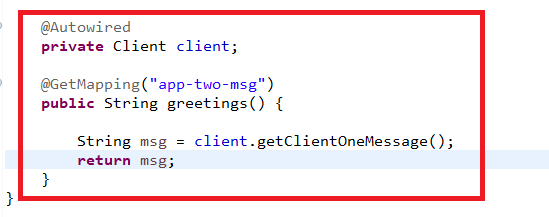 @Autowired
private Client client;
@GetMapping("app-two-msg")
public String greetings() {
String msg = client.getClientOneMessage();
return msg;
}
}